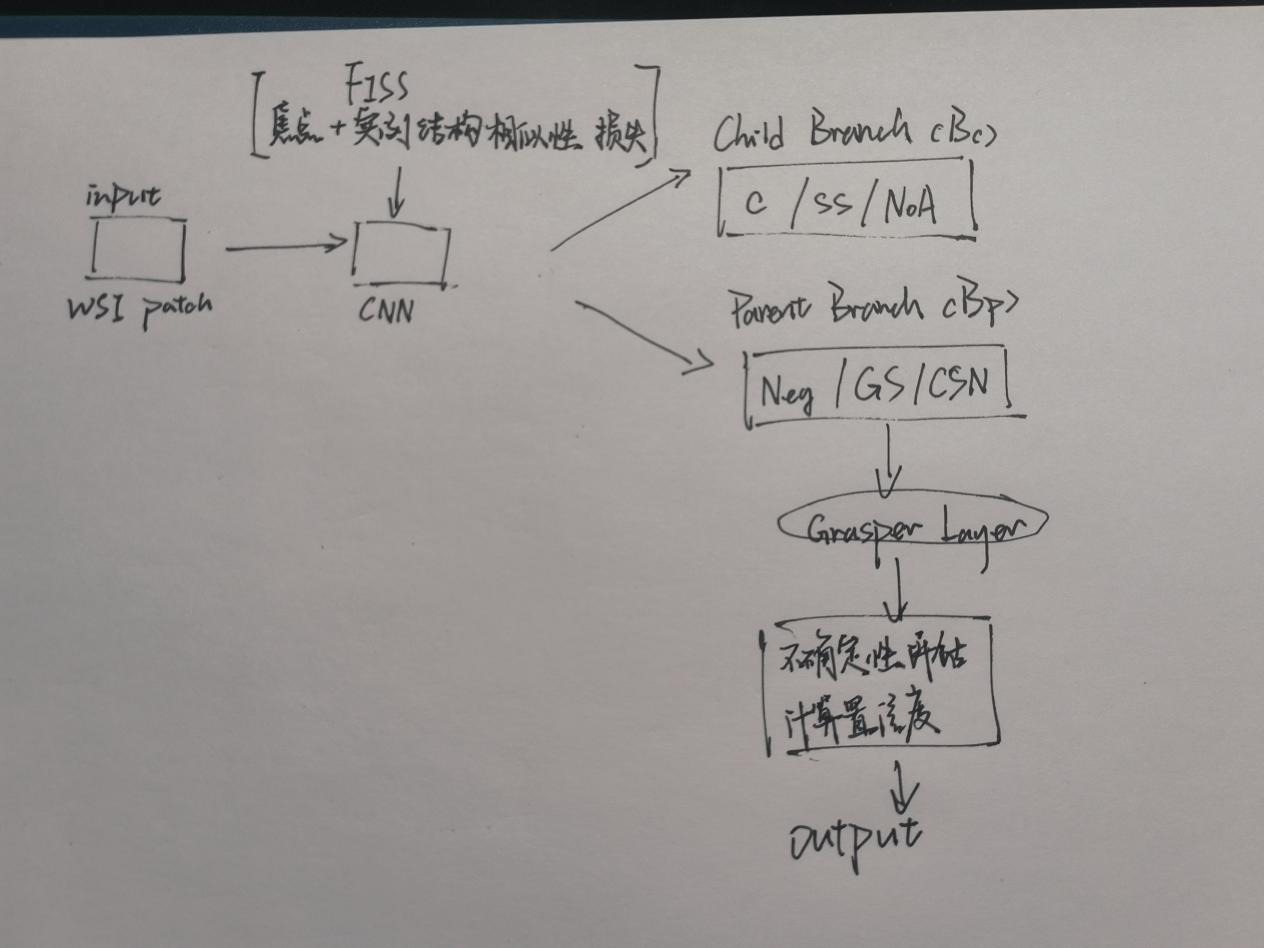 FISS
焦点 + 实例结构相似性 损失
input
WSI patch
CNN
Child Branch (Bc)
C / SS / NoA
Parent Branch (Bp)
Neg / GS / CSN
Grasper Layer
不确定性评估
计算置信度
output